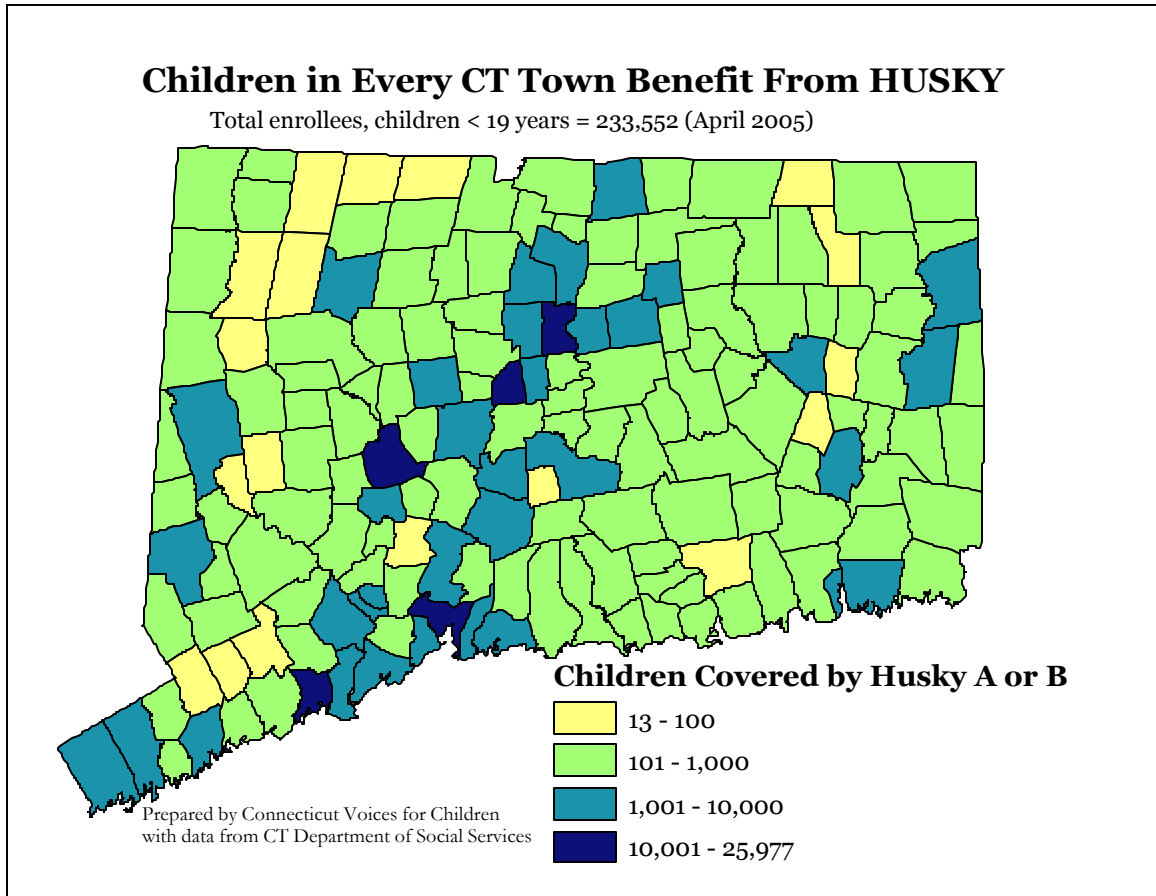 Children in Every CT Town Benefit From HUSKY
Total enrollees, children < 19 years = 233,552 (April 2005)
Children Covered by Husky A or B
13 - 100
101 - 1,000
1,001 - 10,000
10,001 - 25,977
Prepared by Connecticut Voices for Children
with data from CT Department of Social Services